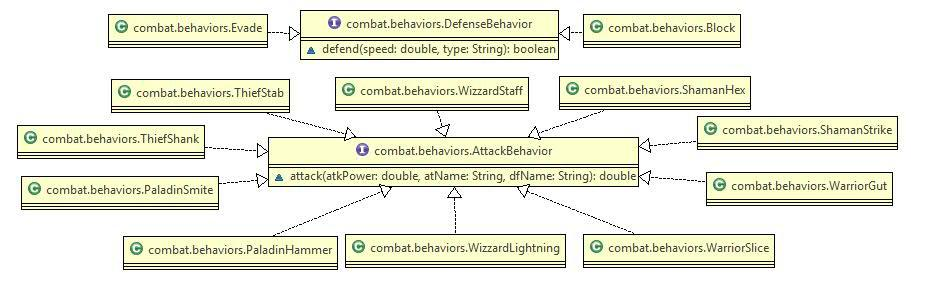 combat.behaviors.Evade
I combat.behaviors.DefenseBehavior
defend(speed: double, type: String): boolean
combat.behaviors.Block
combat.behaviors.ThiefStab
combat.behaviors.WizzardStaff
combat.behaviors.ShamanHex
combat.behaviors.ThiefShank
combat.behaviors.AttackBehavior
attack(atkPower: double, atName: String, dfName: String): double
combat.behaviors.ShamanStrike
combat.behaviors.PaladinSmite
combat.behaviors.WarriorGut
combat.behaviors.PaladinHammer
combat.behaviors.WizzardLightning
combat.behaviors.WarriorSlice